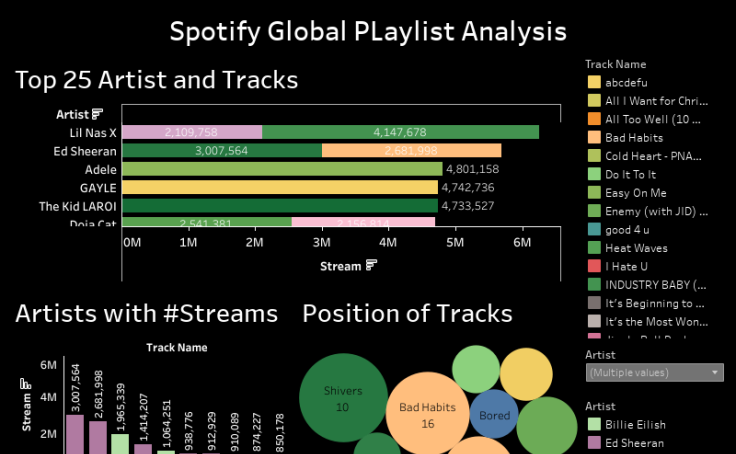 Spotify Global PLaylist Analysis
Top 25 Artist and Tracks
Artist
Lil Nas X 2,109,758 4,147,678
Ed Sheeran 3,007,564 2,681,998
Adele 4,801,158
GAYLE 4,742,736
The Kid LAROI 4,733,527
Doja Cat 2,541,381 2,156,814
0M 1M 2M 3M 4M 5M 6M
Stream
Track Name
abcdefu
All I Want for Chri...
All Too Well (10 ...
Bad Habits
Cold Heart - PNA...
Do It To It
Easy On Me
Enemy (with JID) ...
good 4 u
Heat Waves
I Hate U
INDUSTRY BABY (...
It's Beginning to ...
It's the Most Won...
Artist
(Multiple values)
Artist
Billie Eilish
Ed Sheeran
Artists with #Streams
Track Name
Stream
6M
4M
2M
3,007,564
2,681,998
1,965,339
1,414,207
1,064,251
938,776
912,929
910,089
874,227
850,178
Position of Tracks
Shivers
10
Bad Habits
16
Bored